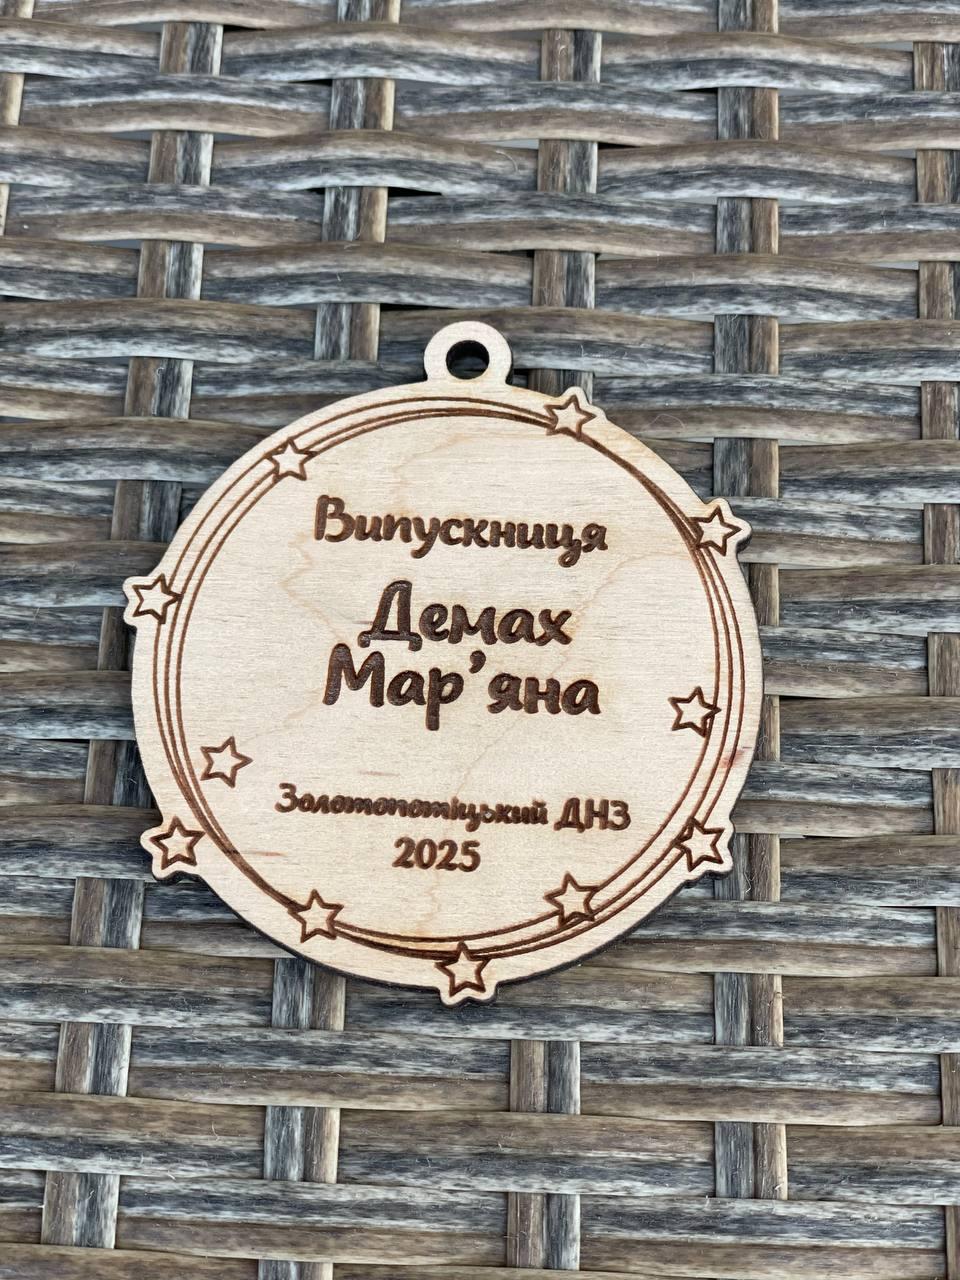 Випускниця
Демах
Мар’яна
Золотопотіцький ДНЗ
2025